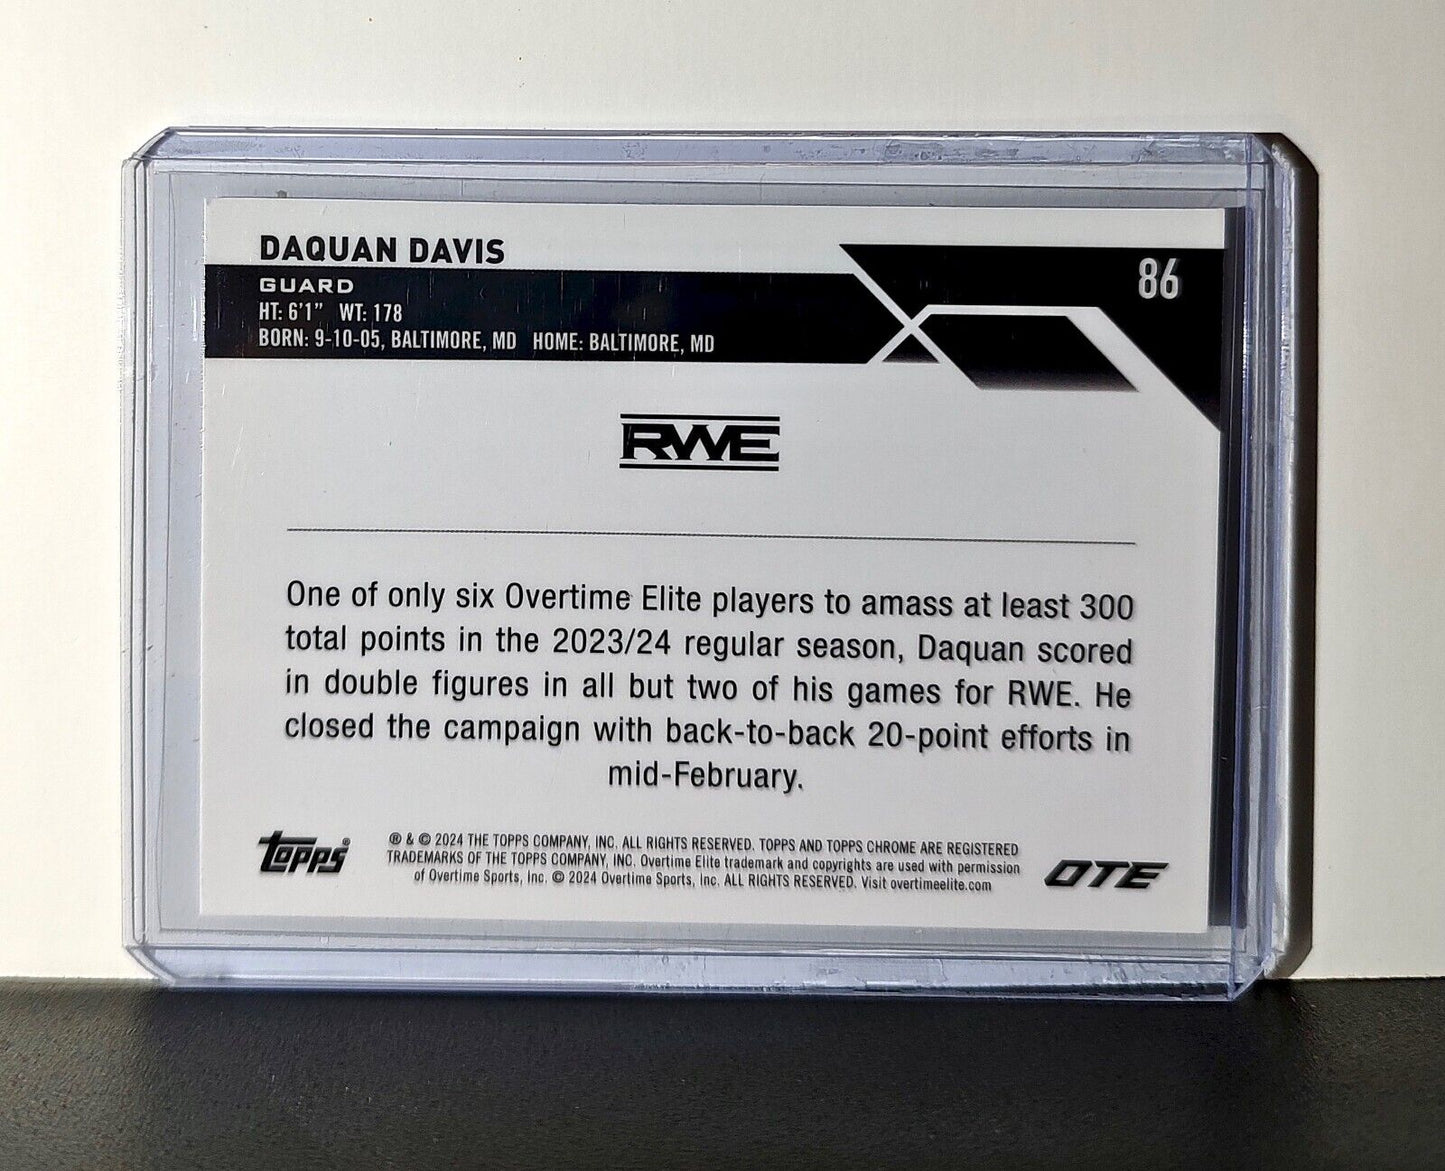 DAQUAN DAVIS
86
GUARD
HT: 6'1" WT: 178
BORN: 9-10-05, BALTIMORE, MD HOME: BALTIMORE, MD
RWE
One of only six Overtime Elite players to amass at least 300
total points in the 2023/24 regular season, Daquan scored
in double figures in all but two of his games for RWE. He
closed the campaign with back-to-back 20-point efforts in
mid-February.
topps®
® & © 2024 THE TOPPS COMPANY, INC. ALL RIGHTS RESERVED. TOPPS AND TOPPS CHROME ARE REGISTERED
TRADEMARKS OF THE TOPPS COMPANY, INC. Overtime Elite trademark and copyrights are used with permission
of Overtime Sports, Inc. © 2024 Overtime Sports, Inc. ALL RIGHTS RESERVED. Visit overtimeelite.com
OTE